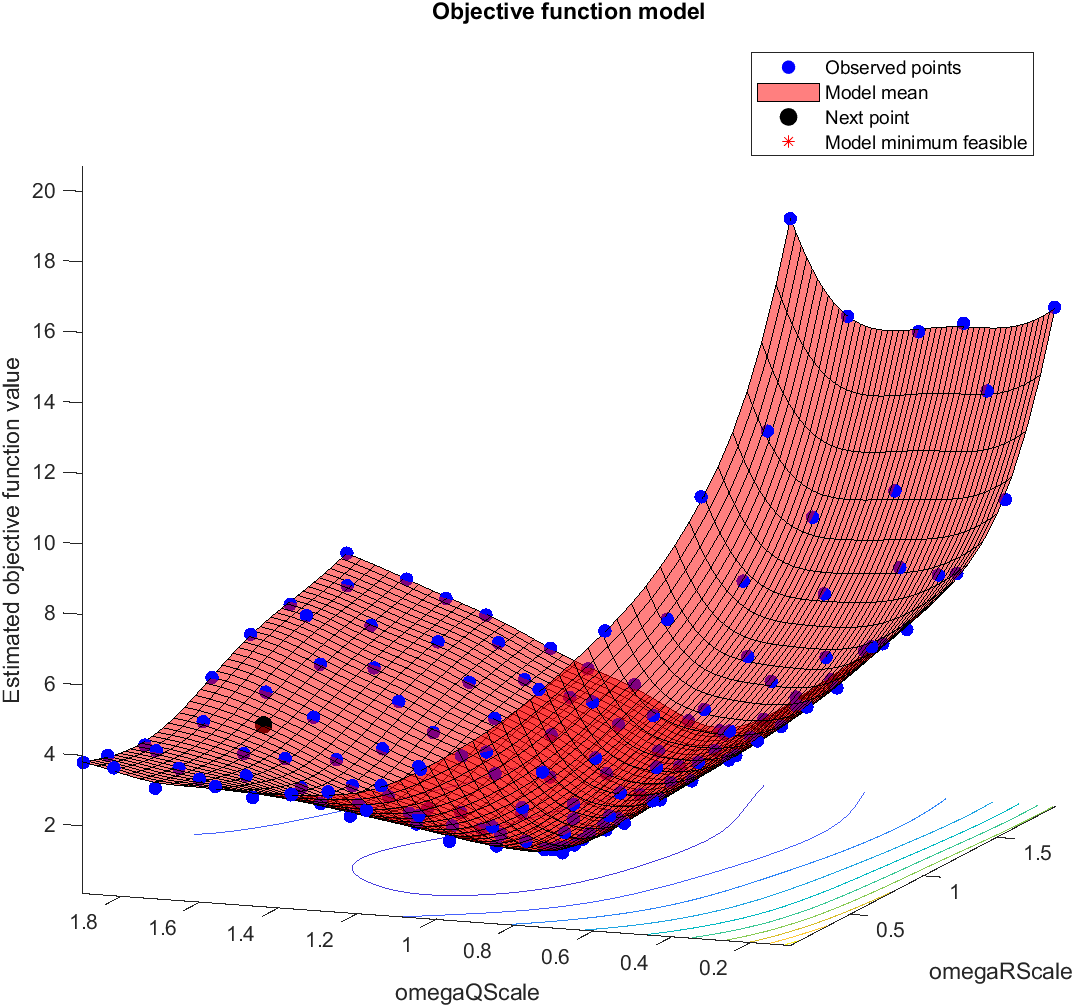 Objective function model
Observed points
Model mean
Next point
Model minimum feasible
20
18
16
14
12
10
8
6
4
2
Estimated objective function value
1.8
1.6
1.4
1.2
1
0.8
0.6
0.4
0.2
omegaQScale
0.5
1
1.5
omegaRScale